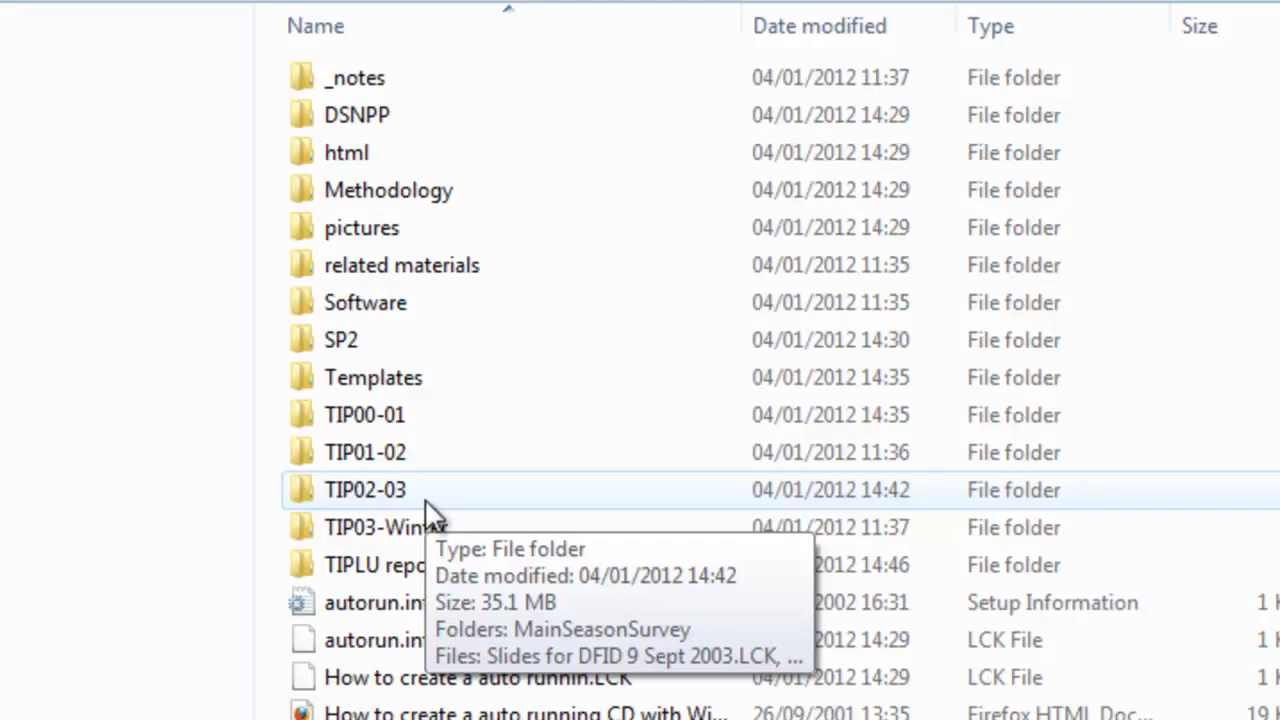 Name Date modified Type Size
_notes 04/01/2012 11:37 File folder
DSNPP 04/01/2012 14:29 File folder
html 04/01/2012 14:29 File folder
Methodology 04/01/2012 14:29 File folder
pictures 04/01/2012 14:29 File folder
related materials 04/01/2012 11:35 File folder
Software 04/01/2012 11:35 File folder
SP2 04/01/2012 14:30 File folder
Templates 04/01/2012 14:35 File folder
TIP00-01 04/01/2012 14:35 File folder
TIP01-02 04/01/2012 11:36 File folder
TIP02-03 04/01/2012 14:42 File folder
TIP03-Wint 04/01/2012 11:37 File folder
Type: File folder
TIPLU repo 2012 14:46 File folder
Date modified: 04/01/2012 14:42
autorun.in 2002 16:31 Setup Information 1
Size: 35.1 MB
Folders: MainSeasonSurvey
autorun.in 2012 14:29 LCK File 1
Files: Slides for DFID 9 Sept 2003.LCK, ...
How to create a auto runnin.LCK 04/01/2012 14:29 LCK File 1
How to create a auto running CD with Wi... 26/09/2001 13:35 Firefox HTML Doc... 19